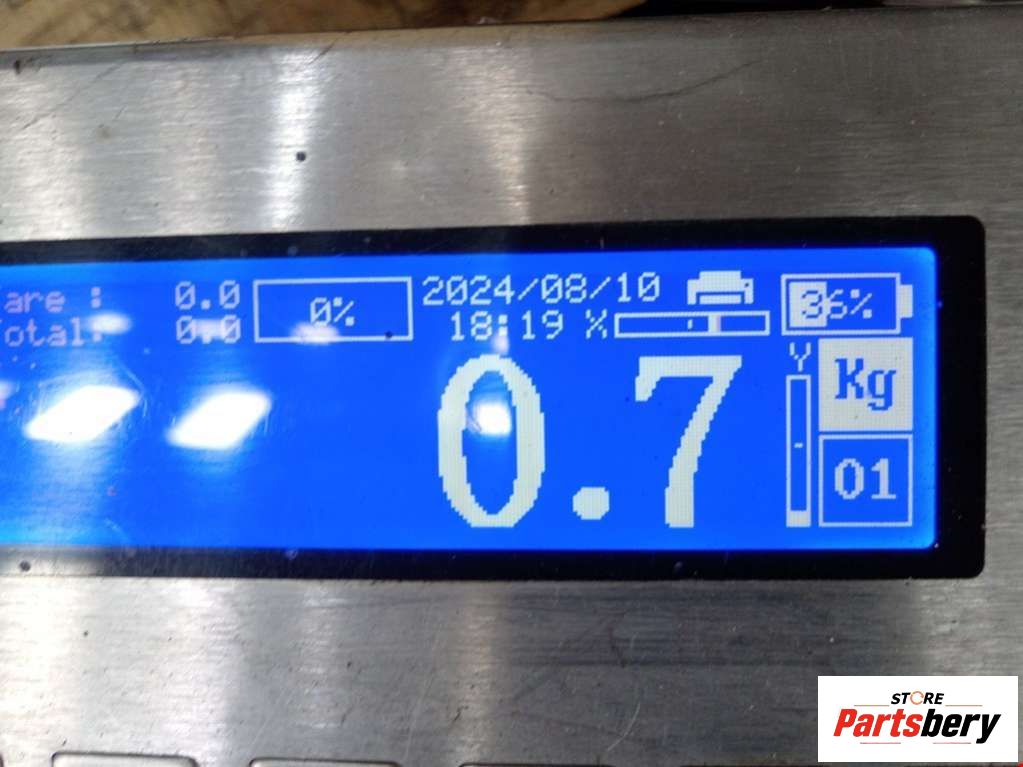 are : 0.0 0% 2024/08/10 36%
otal: 0.0 18:19 X
Y
Kg
0.7
01
STORE
Partsbery